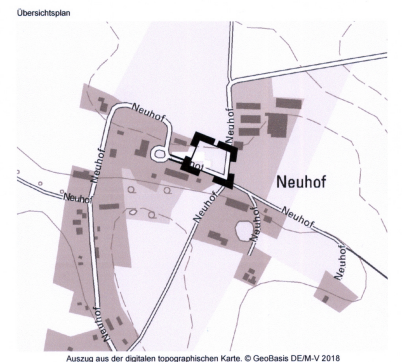 Übersichtsplan
Neuhof
Neuhof
Neuhof
hof
Neuhof
Neuhof
Neuhof
Neuhof
Neuhof
Neuhof
Neuhof
Neuhof
Auszug aus der digitalen topographischen Karte. © GeoBasis DE/M-V 2018